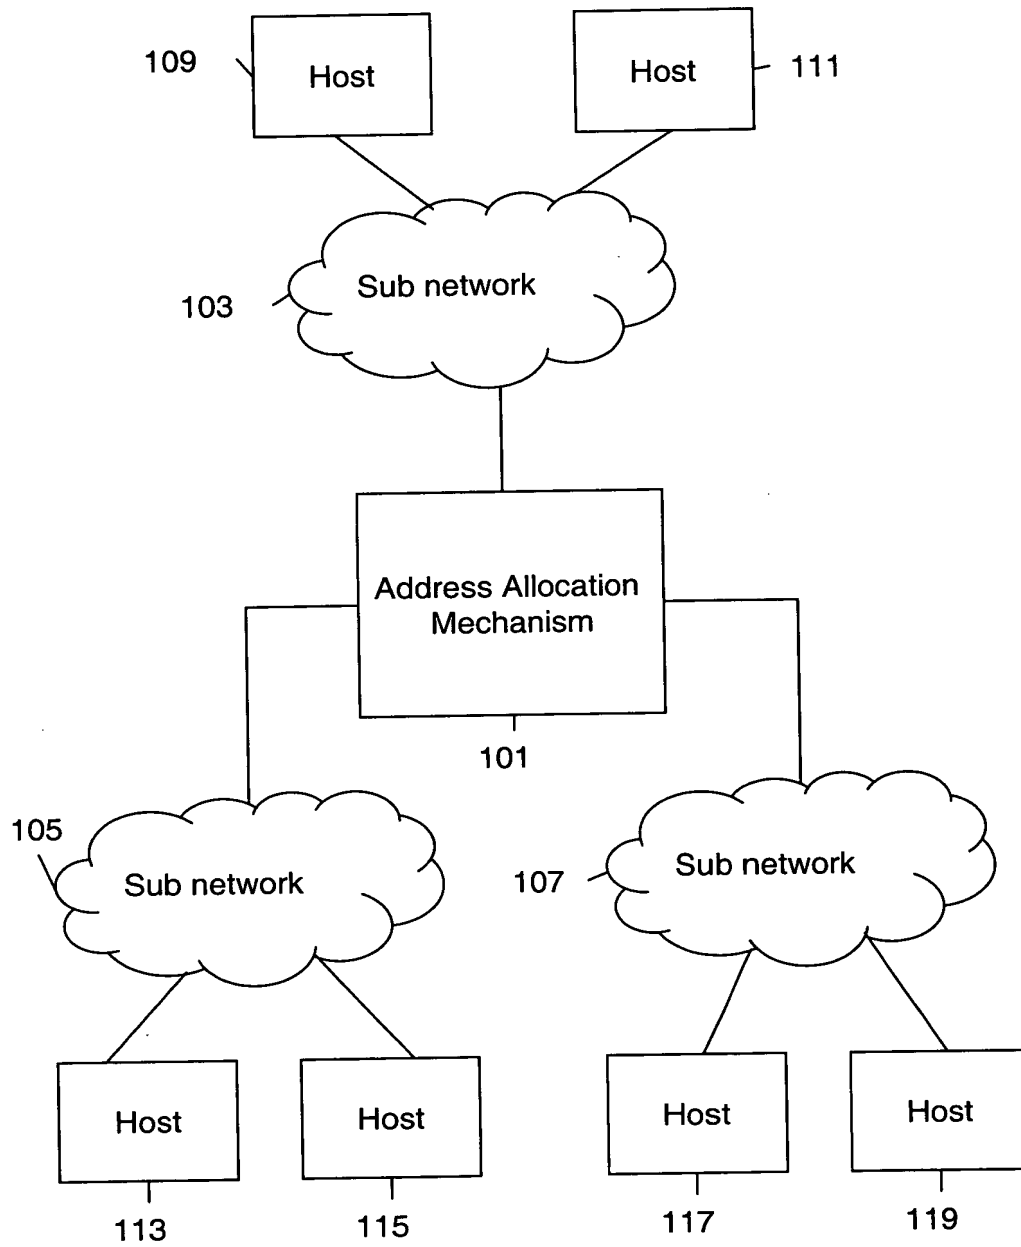 109
Host
Host
111
Sub network
103
Address Allocation
Mechanism
101
105
Sub network
107
Sub network
Host
Host
Host
Host
113
115
117
119